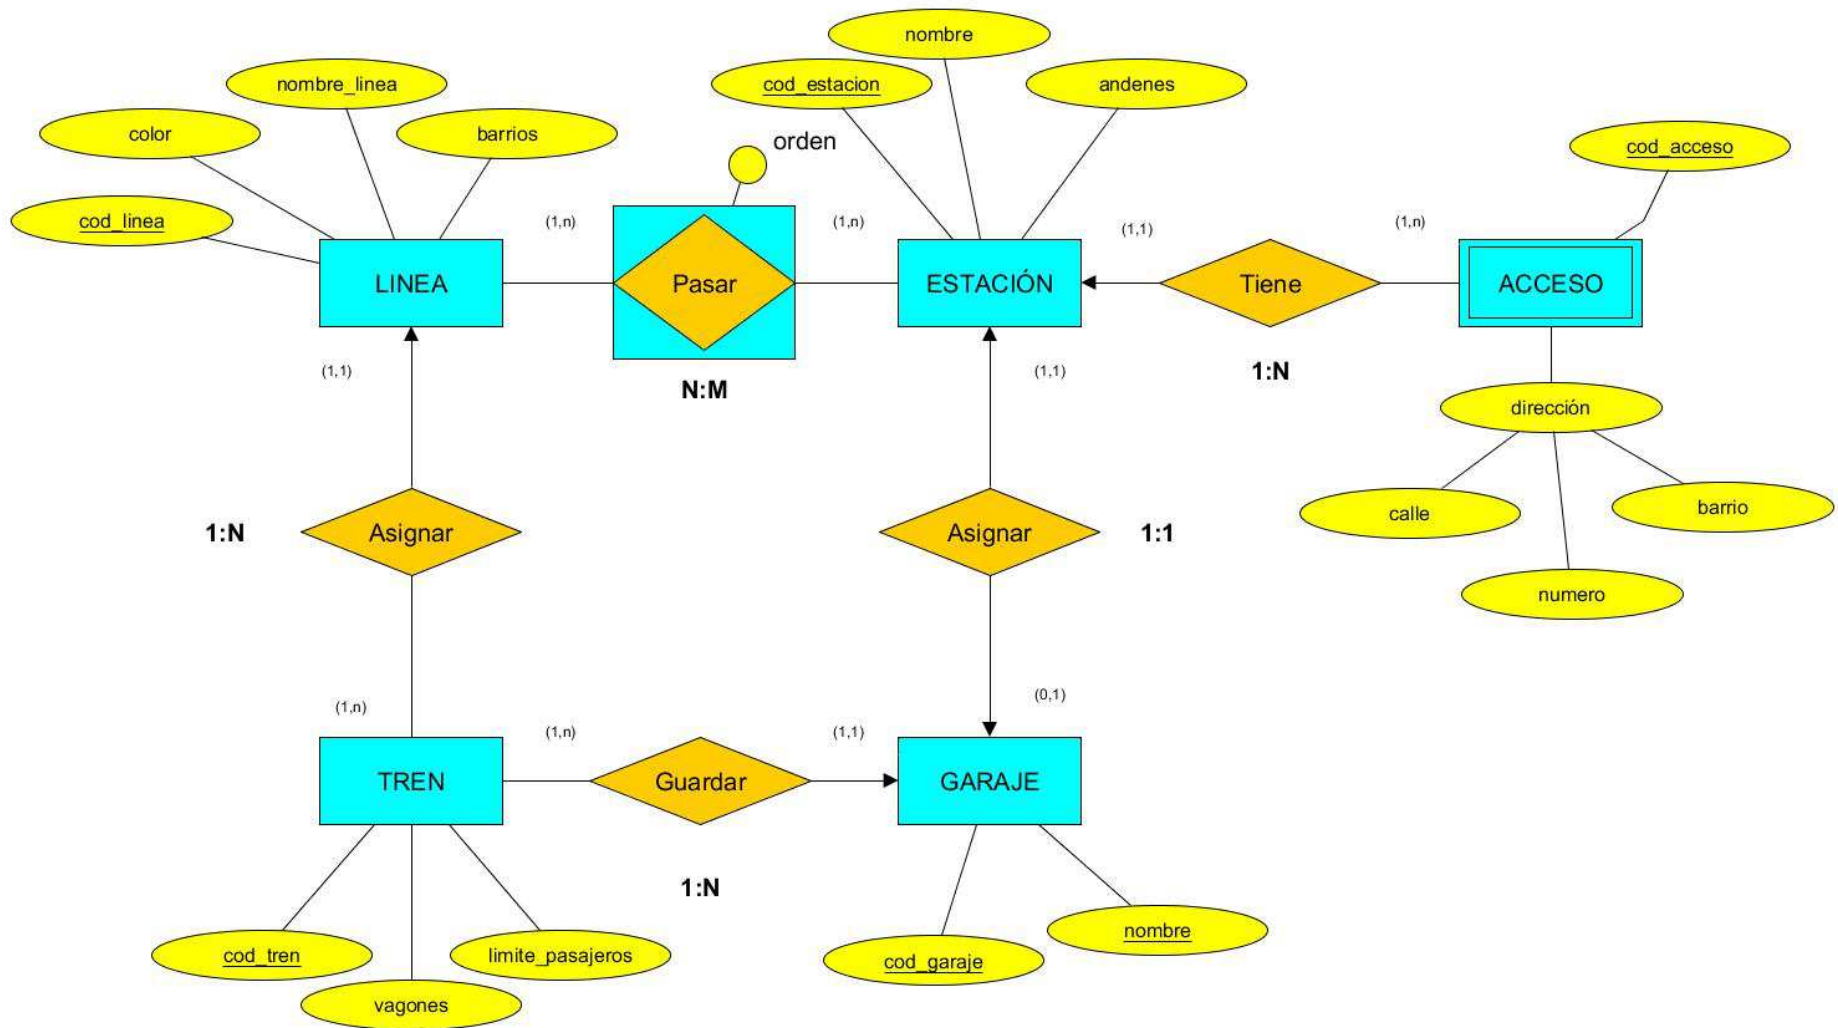 nombre
nombre_linea
cod_estacion
andenes
color
barrios
orden
cod_acceso
cod_linea
(1,n)
(1,n)
(1,1)
(1,n)
LINEA
Pasar
ESTACIÓN
Tiene
ACCESO
(1,1)
N:M
(1,1)
1:N
dirección
calle
barrio
numero
1:N
Asignar
Asignar
1:1
(1,n)
(0,1)
(1,n)
(1,1)
TREN
Guardar
GARAJE
1:N
cod_tren
limite_pasajeros
vagones
cod_garaje
nombre